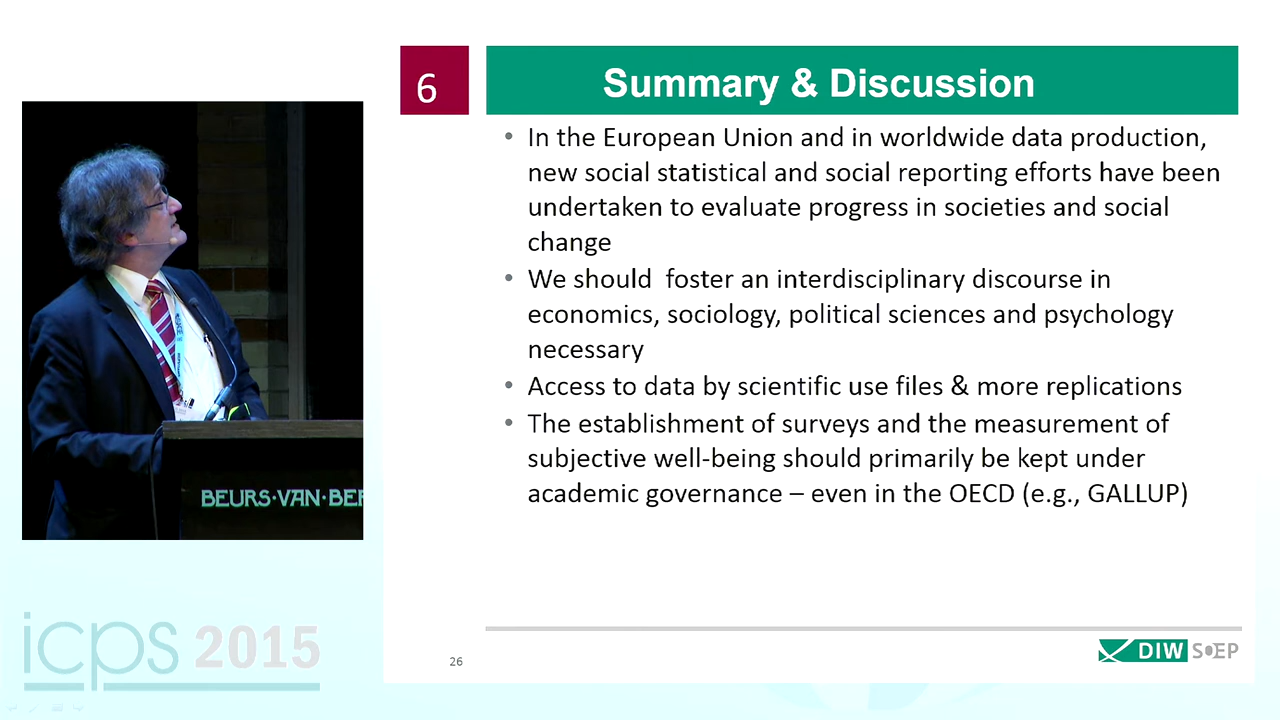 6
Summary & Discussion
• In the European Union and in worldwide data production,
new social statistical and social reporting efforts have been
undertaken to evaluate progress in societies and social
change
• We should  foster an interdisciplinary discourse in
economics, sociology, political sciences and psychology
necessary
• Access to data by scientific use files & more replications
• The establishment of surveys and the measurement of
subjective well-being should primarily be kept under
academic governance – even in the OECD (e.g., GALLUP)
BEURS·VAN·BER
icps 2015
26
DIW SOEP